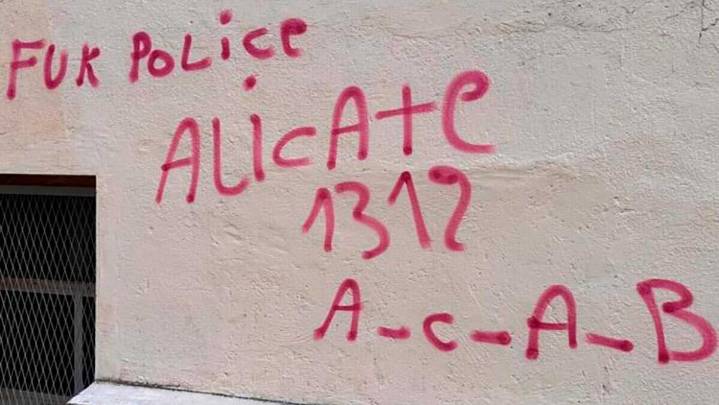 FUK POLice
ALicAte
1312
A-c-A-B